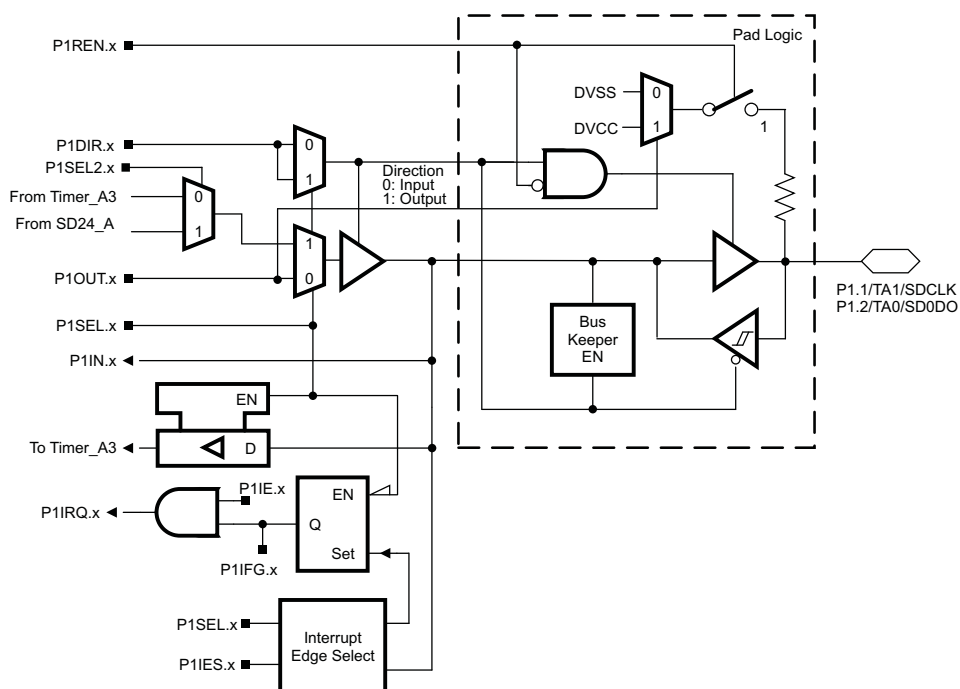 Pad Logic
P1REN.x
DVSS
0
DVCC
1
1
P1DIR.x
0
1
Direction
0: Input
1: Output
P1SEL2.x
From Timer_A3
0
From SD24_A
1
1
0
P1OUT.x
P1.1/TA1/SDCLK
P1.2/TA0/SD0DO
P1SEL.x
Bus
Keeper
EN
P1IN.x
EN
To Timer_A3
D
P1IE.x
EN
P1IRQ.x
Q
Set
P1IFG.x
P1SEL.x
Interrupt
Edge Select
P1IES.x